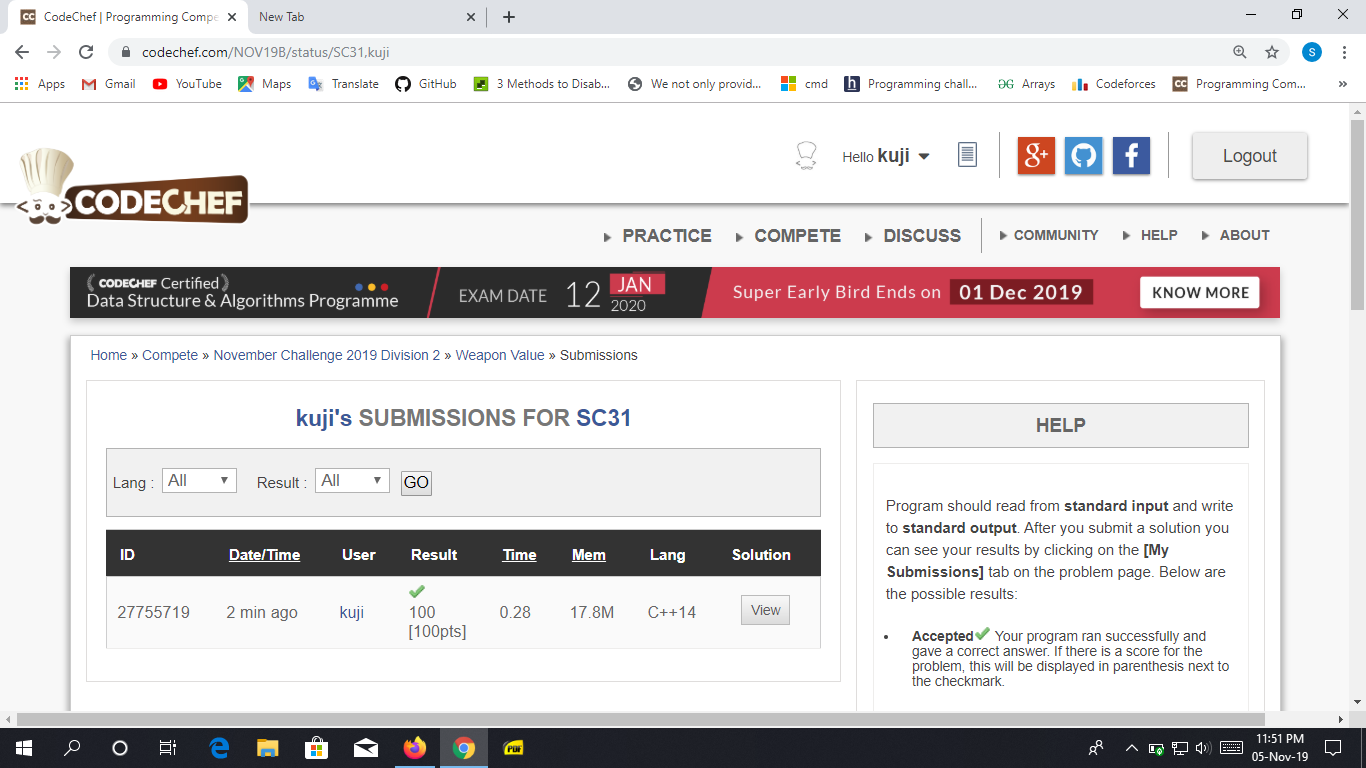 CodeChef | Programming Compe
New Tab
codechef.com/NOV19B/status/SC31,kuji
S
Apps Gmail YouTube Maps Translate GitHub 3 Methods to Disab... We not only provid... cmd Programming chall... Arrays Codeforces Programming Com... »
Hello kuji
Logout
CODECHEF
PRACTICE COMPETE DISCUSS COMMUNITY HELP ABOUT
CODECHEF Certified
Data Structure & Algorithms Programme
EXAM DATE 12 JAN
2020
Super Early Bird Ends on 01 Dec 2019
KNOW MORE
Home » Compete » November Challenge 2019 Division 2 » Weapon Value » Submissions
kuji's SUBMISSIONS FOR SC31
Lang : All Result : All GO
ID Date/Time User Result Time Mem Lang Solution
27755719 2 min ago kuji 100 0.28 17.8M C++14 View
[100pts]
HELP
Program should read from standard input and write
to standard output. After you submit a solution you
can see your results by clicking on the [My
Submissions] tab on the problem page. Below are
the possible results:
• Accepted Your program ran successfully and
gave a correct answer. If there is a score for the
problem, this will be displayed in parenthesis next to
the checkmark.
PDF
11:51 PM
05-Nov-19